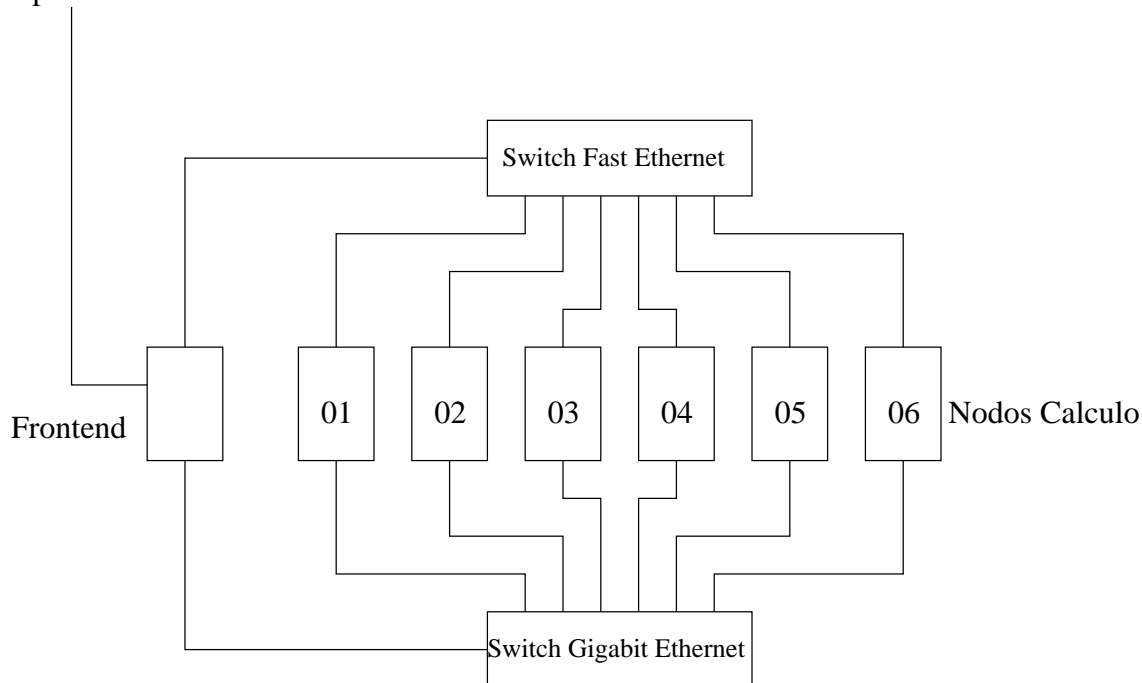 Switch Fast Ethernet
01
02
03
04
05
06
Nodos Calculo
Frontend
Switch Gigabit Ethernet